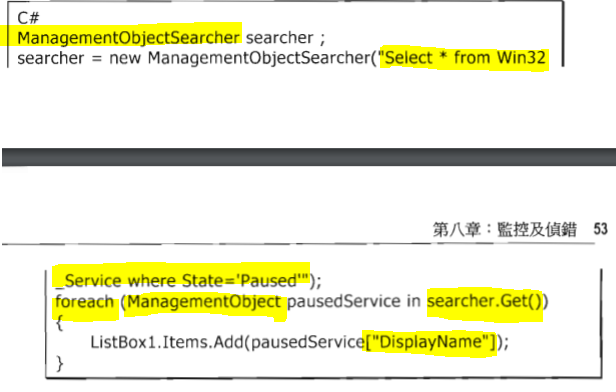 C#
ManagementObjectSearcher searcher ;
searcher = new ManagementObjectSearcher("Select * from Win32
第八章：監控及偵錯 53
_Service where State='Paused'");
foreach (ManagementObject pausedService in searcher.Get())
{
ListBox1.Items.Add(pausedService["DisplayName"]);
}